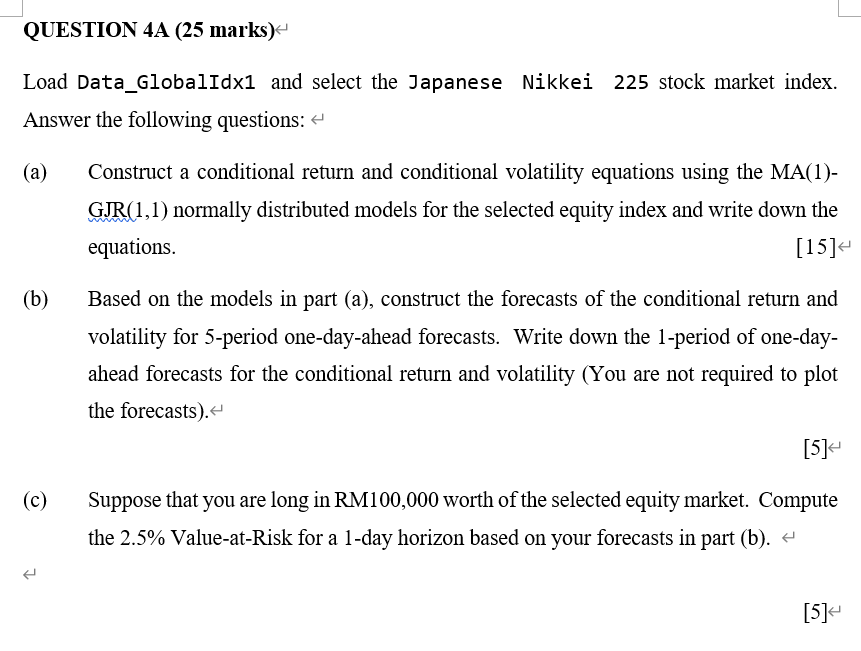 QUESTION 4A (25 marks)
Load Data_GlobalIdx1 and select the Japanese Nikkei 225 stock market index.
Answer the following questions:
(a) Construct a conditional return and conditional volatility equations using the MA(1)-
GJR(1,1) normally distributed models for the selected equity index and write down the
equations. [15]
(b) Based on the models in part (a), construct the forecasts of the conditional return and
volatility for 5-period one-day-ahead forecasts. Write down the 1-period of one-day-
ahead forecasts for the conditional return and volatility (You are not required to plot
the forecasts).
[5]
(c) Suppose that you are long in RM100,000 worth of the selected equity market. Compute
the 2.5% Value-at-Risk for a 1-day horizon based on your forecasts in part (b).
[5]